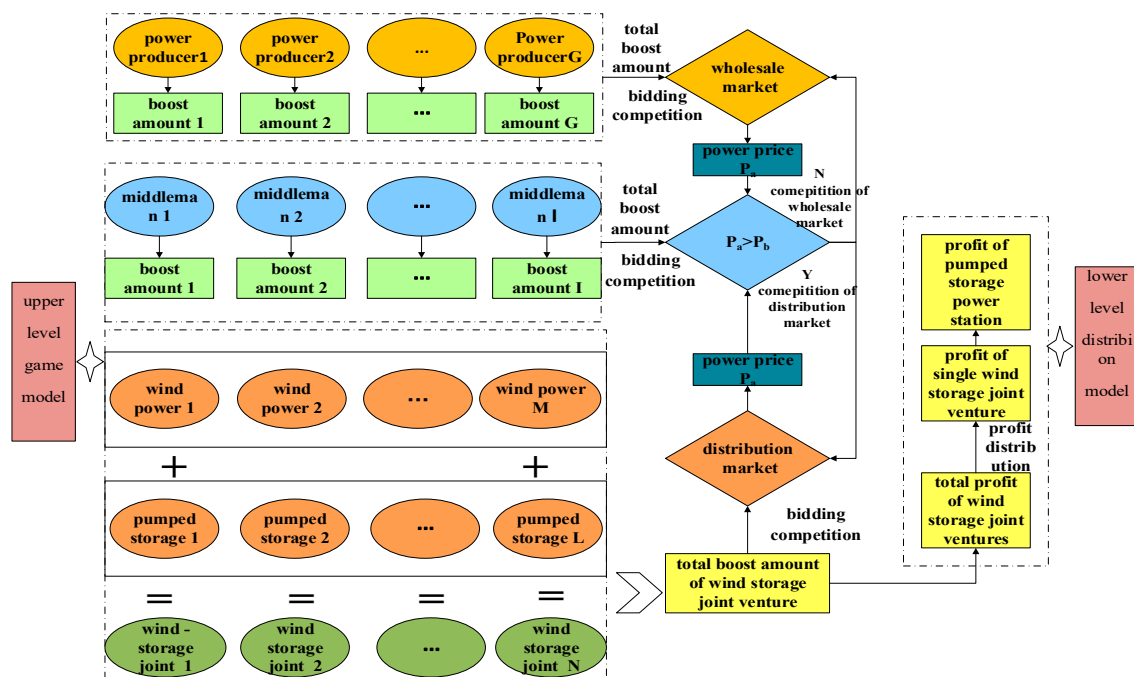 power
producer1
power
producer2
...
Power
producerG
boost
amount 1
boost
amount 2
...
boost
amount G
total
boost
amount
bidding
competition
wholesale
market
power price
Pa
N
comepitition of
wholesale
market
middlema
n 1
middlema
n 2
...
middlema
n I
boost
amount 1
boost
amount 2
...
boost
amount I
total
boost
amount
bidding
competition
Pa>Pb
Y
comepitition of
distribution
market
power price
Pa
distribution
market
bidding
competition
upper
level
game
model
wind
power 1
wind
power 2
...
wind power
M
+
+
pumped
storage 1
pumped
storage 2
...
pumped
storage L
=
=
=
=
wind -
storage
joint 1
wind
storage
joint 2
...
wind
storage
joint N
total boost amount
of wind storage
joint venture
profit of
pumped
storage
power
station
profit of
single wind
storage joint
venture
profit
distrib
ution
total profit
of wind
storage joint
ventures
lower
level
distributi
on
model